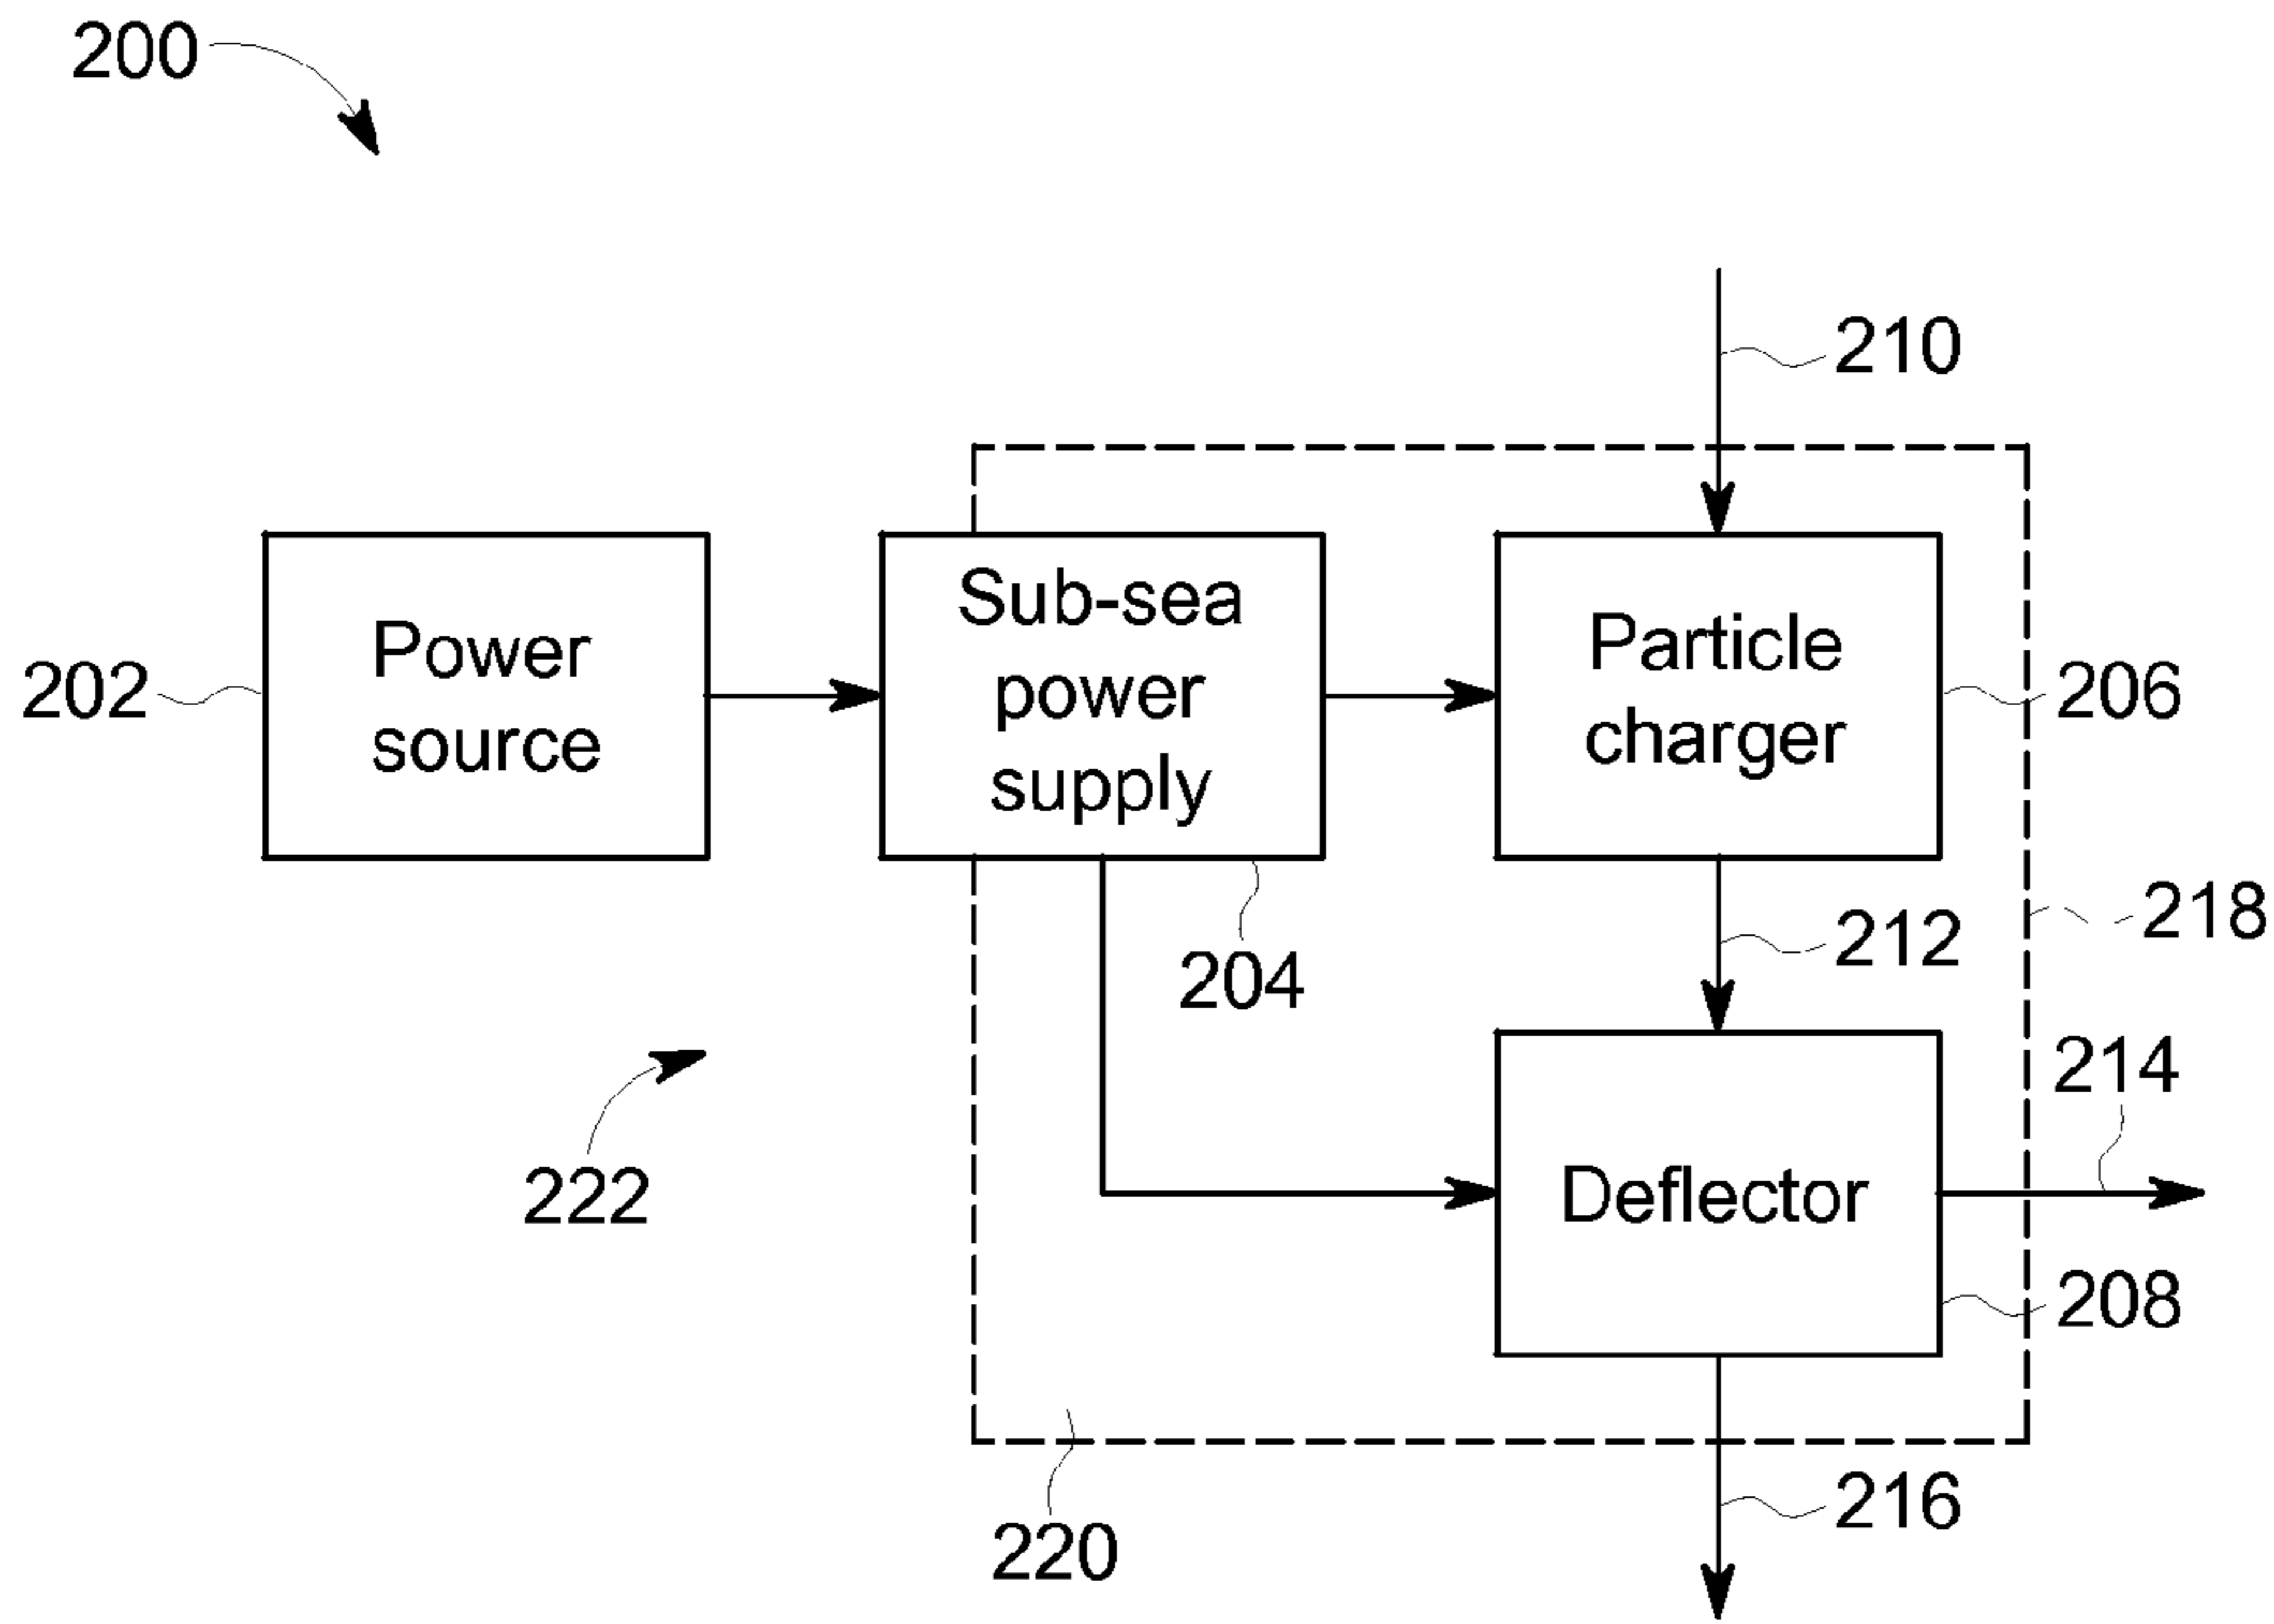 200
210
Power
source
202
Sub-sea
power
supply
204
Particle
charger
206
212
218
214
Deflector
208
222
220
216